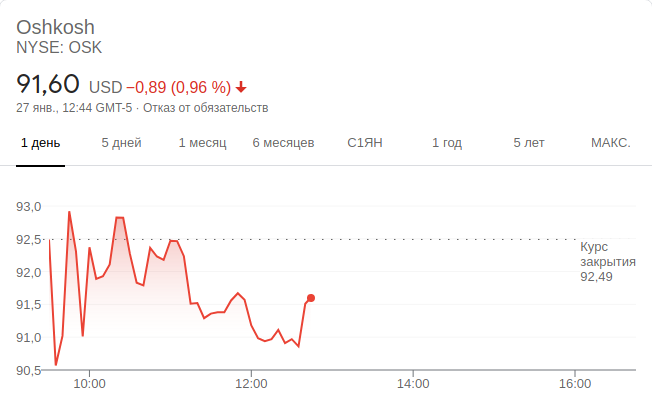 Oshkosh
NYSE: OSK
91,60 USD −0,89 (0,96 %)
27 янв., 12:44 GMT-5 · Отказ от обязательств
1 день 5 дней 1 месяц 6 месяцев С1ЯН 1 год 5 лет МАКС.
93,0
92,5
Курс
закрытия
92,49
92,0
91,5
91,0
90,5
10:00 12:00 14:00 16:00